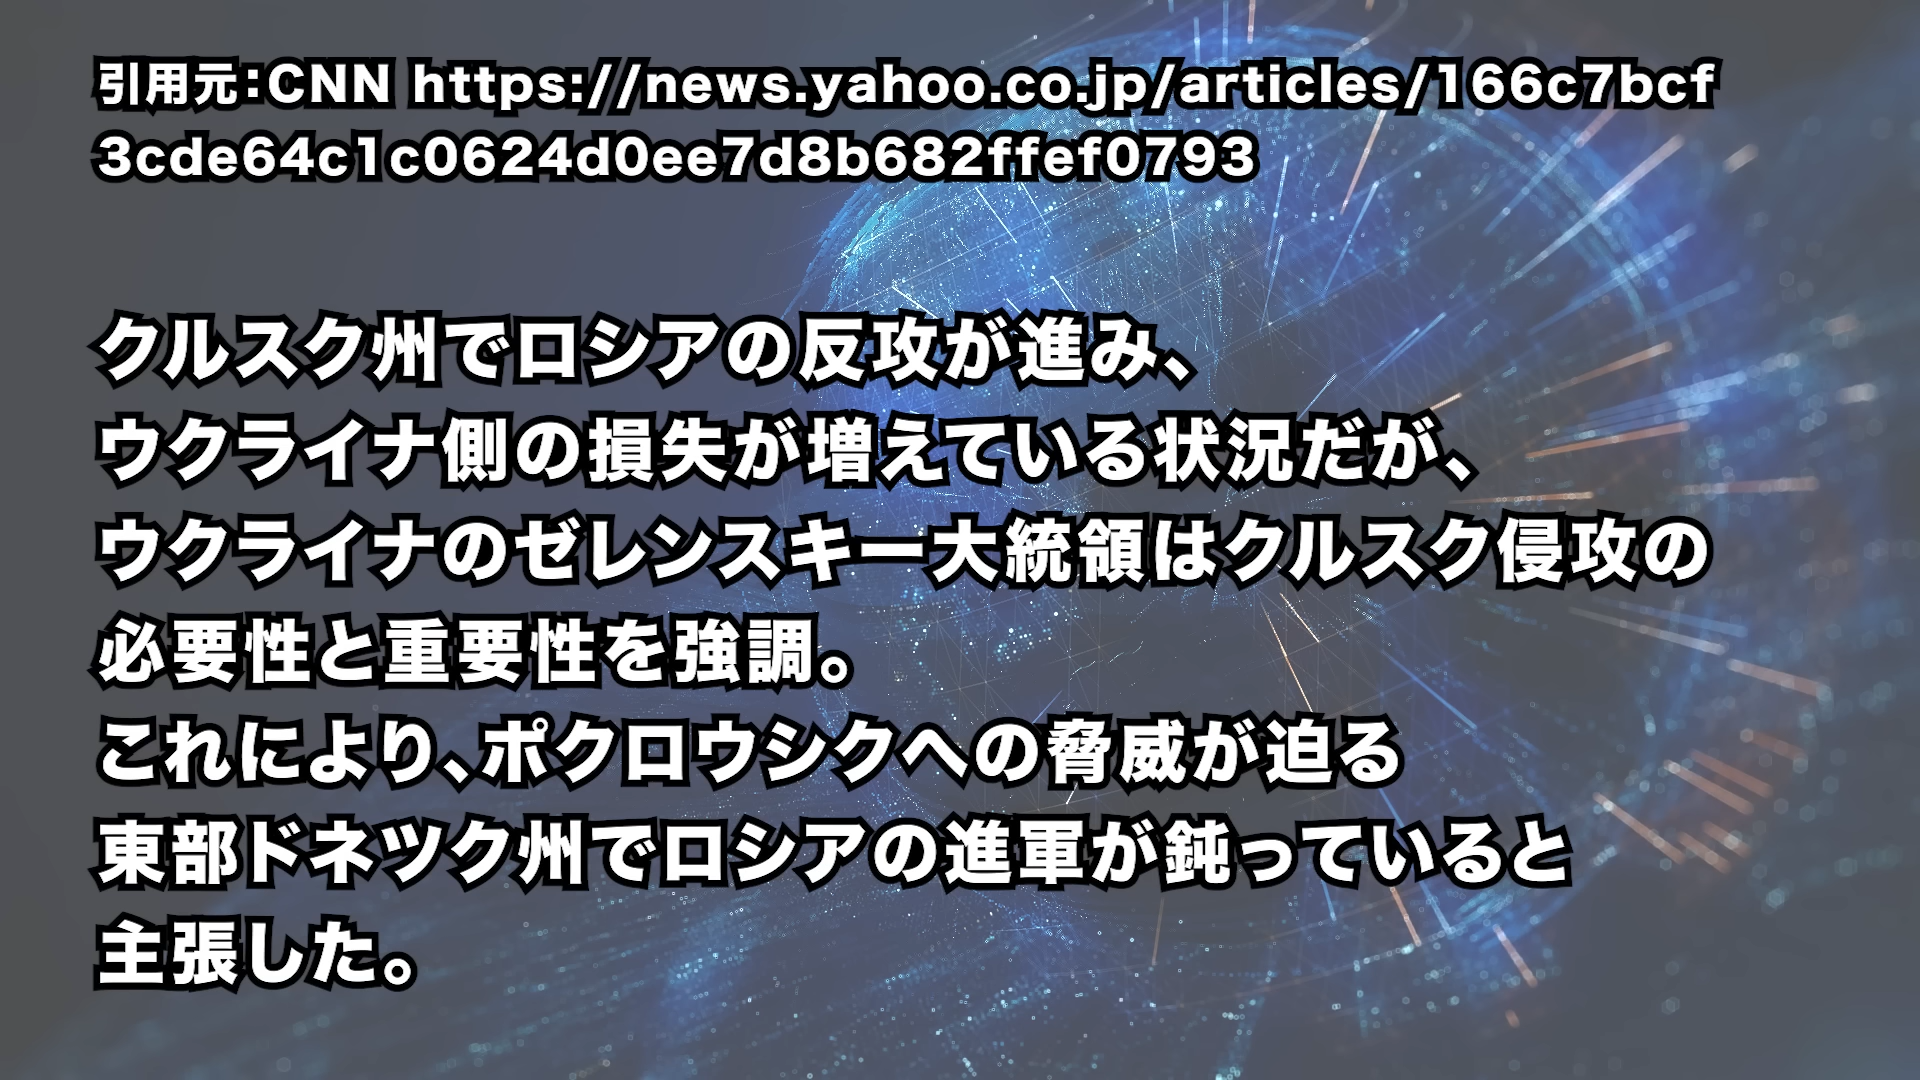 引用元：CNN https://news.yahoo.co.jp/articles/166c7bcf
3cde64c1c0624d0ee7d8b682ffef0793
クルスク州でロシアの反攻が進み、
ウクライナ側の損失が増えている状況だが、
ウクライナのゼレンスキー大統領はクルスク侵攻の
必要性と重要性を強調。
これにより、ポクロウシクへの脅威が迫る
東部ドネツク州でロシアの進軍が鈍っていると
主張した。